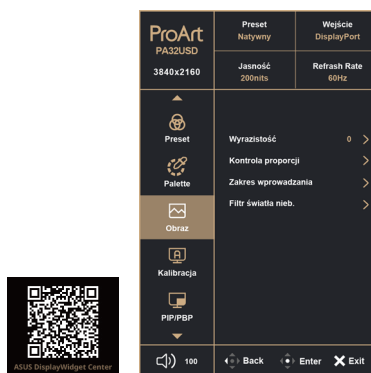 ProArt
PA32USD
3840x2160
Preset
Natywny
Wejście
DisplayPort
Jasność
200nits
Refresh Rate
60Hz
Preset
Palette
Obraz
Kalibracja
PIP/PBP
Wyrazistość 0
Kontrola proporcji
Zakres wprowadzania
Filtr światła nieb.
100
Back
Enter
Exit
ASUS DisplayWidget Center